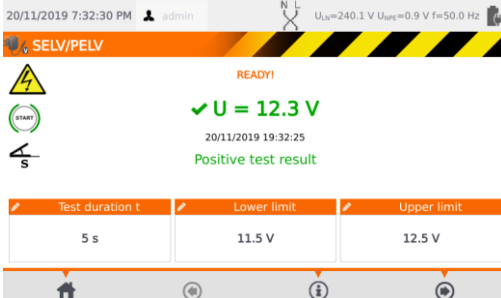 20/11/2019 7:32:30 PM admin N L ULN=240.1 V UNPE=0.9 V f=50.0 Hz
SELV/PELV
READY!
START
✔ U = 12.3 V
20/11/2019 19:32:25
S
Positive test result
Test duration t Lower limit Upper limit
5 s 11.5 V 12.5 V